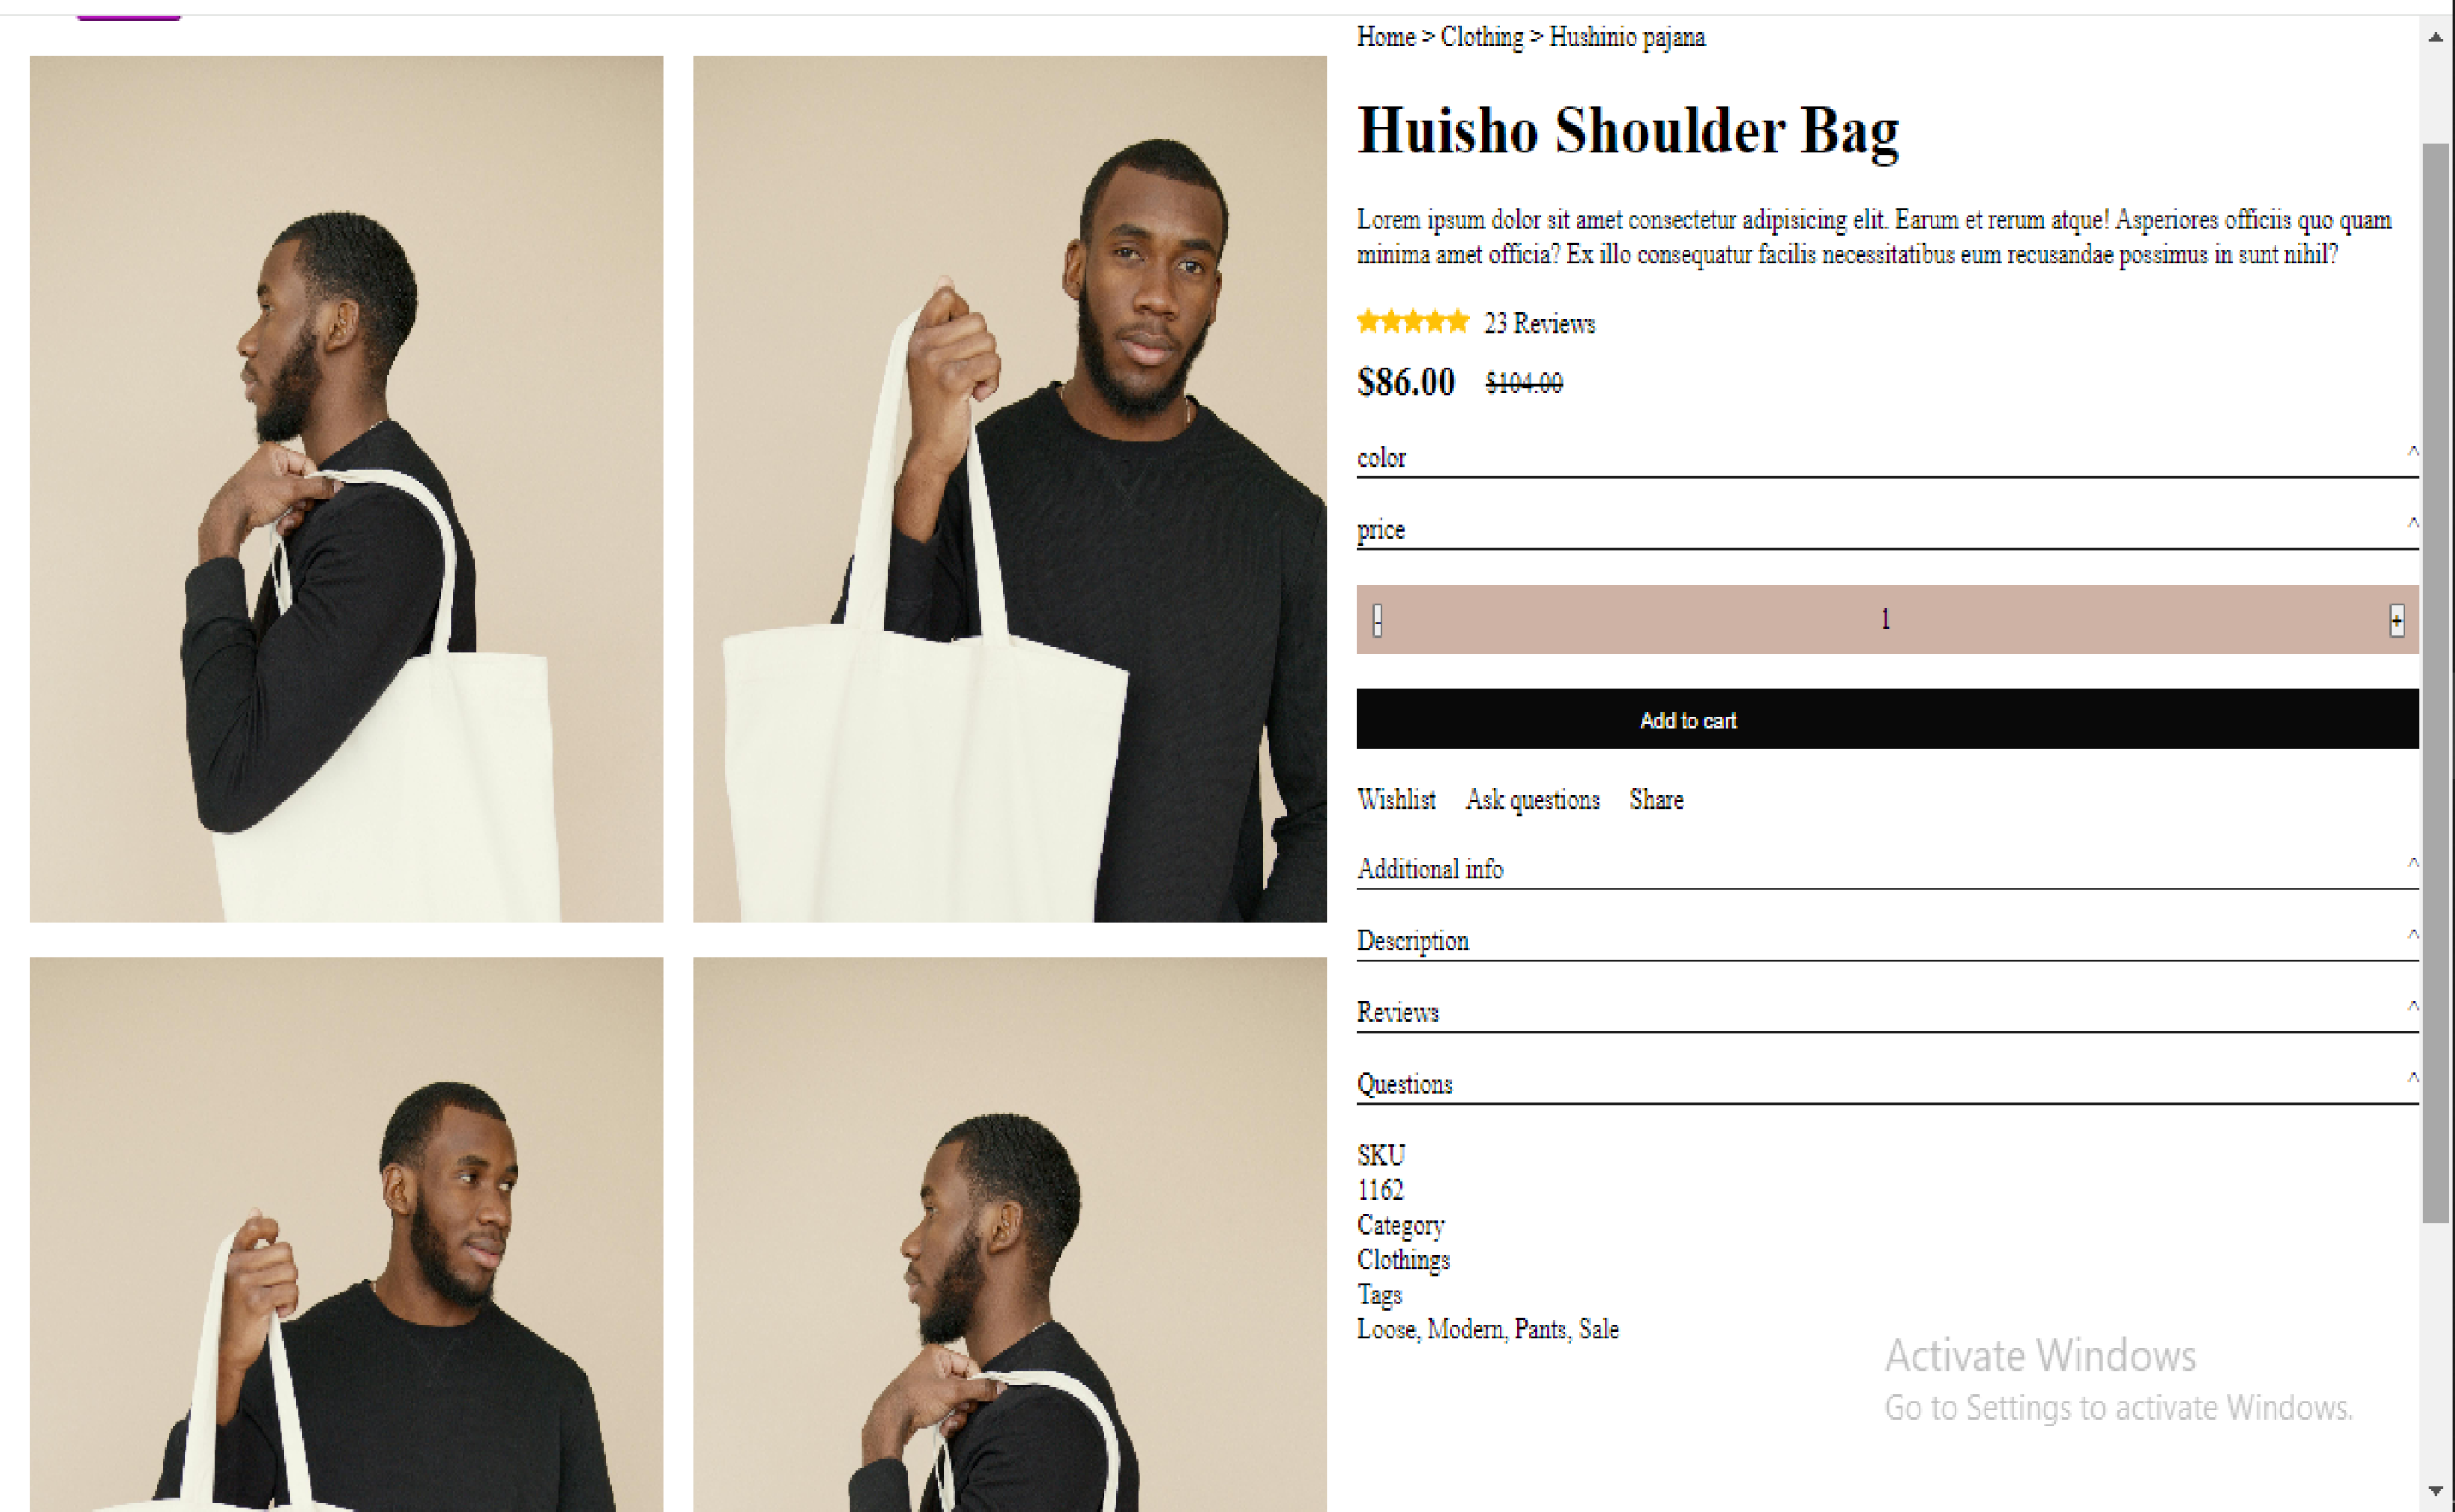 Home > Clothing > Hushinio pajana
Huisho Shoulder Bag
Lorem ipsum dolor sit amet consectetur adipisicing elit. Earum et rerum atque! Asperiores officiis quo quam
minima amet officia? Ex illo consequatur facilis necessitatibus eum recusandae possimus in sunt nihil?
23 Reviews
$86.00 $104.00
color ^
price ^
- 1 +
Add to cart
Wishlist Ask questions Share
Additional info ^
Description ^
Reviews ^
Questions ^
SKU
1162
Category
Clothings
Tags
Loose, Modern, Pants, Sale
Activate Windows
Go to Settings to activate Windows.